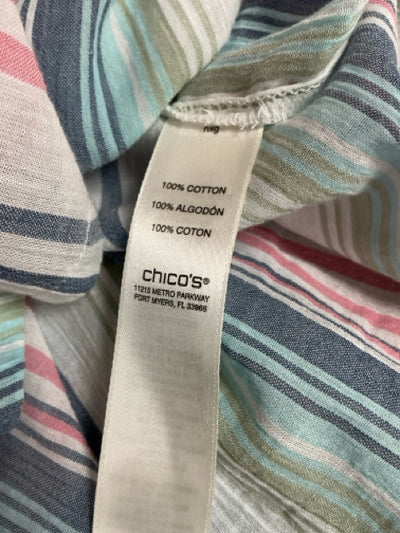 100% COTTON
100% ALGODÓN
100% COTON
chico's®
11215 METRO PARKWAY
FORT MYERS, FL 33966